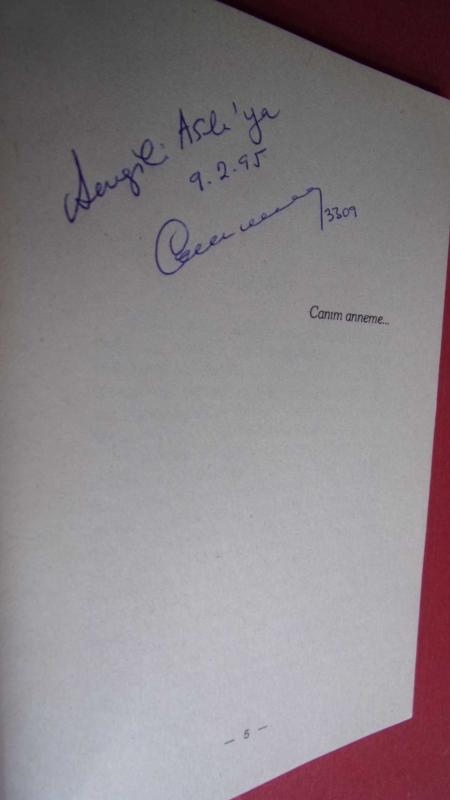 Sevgili Aslı'ya
9.2.95
3309
Canım anneme...
— 5 —